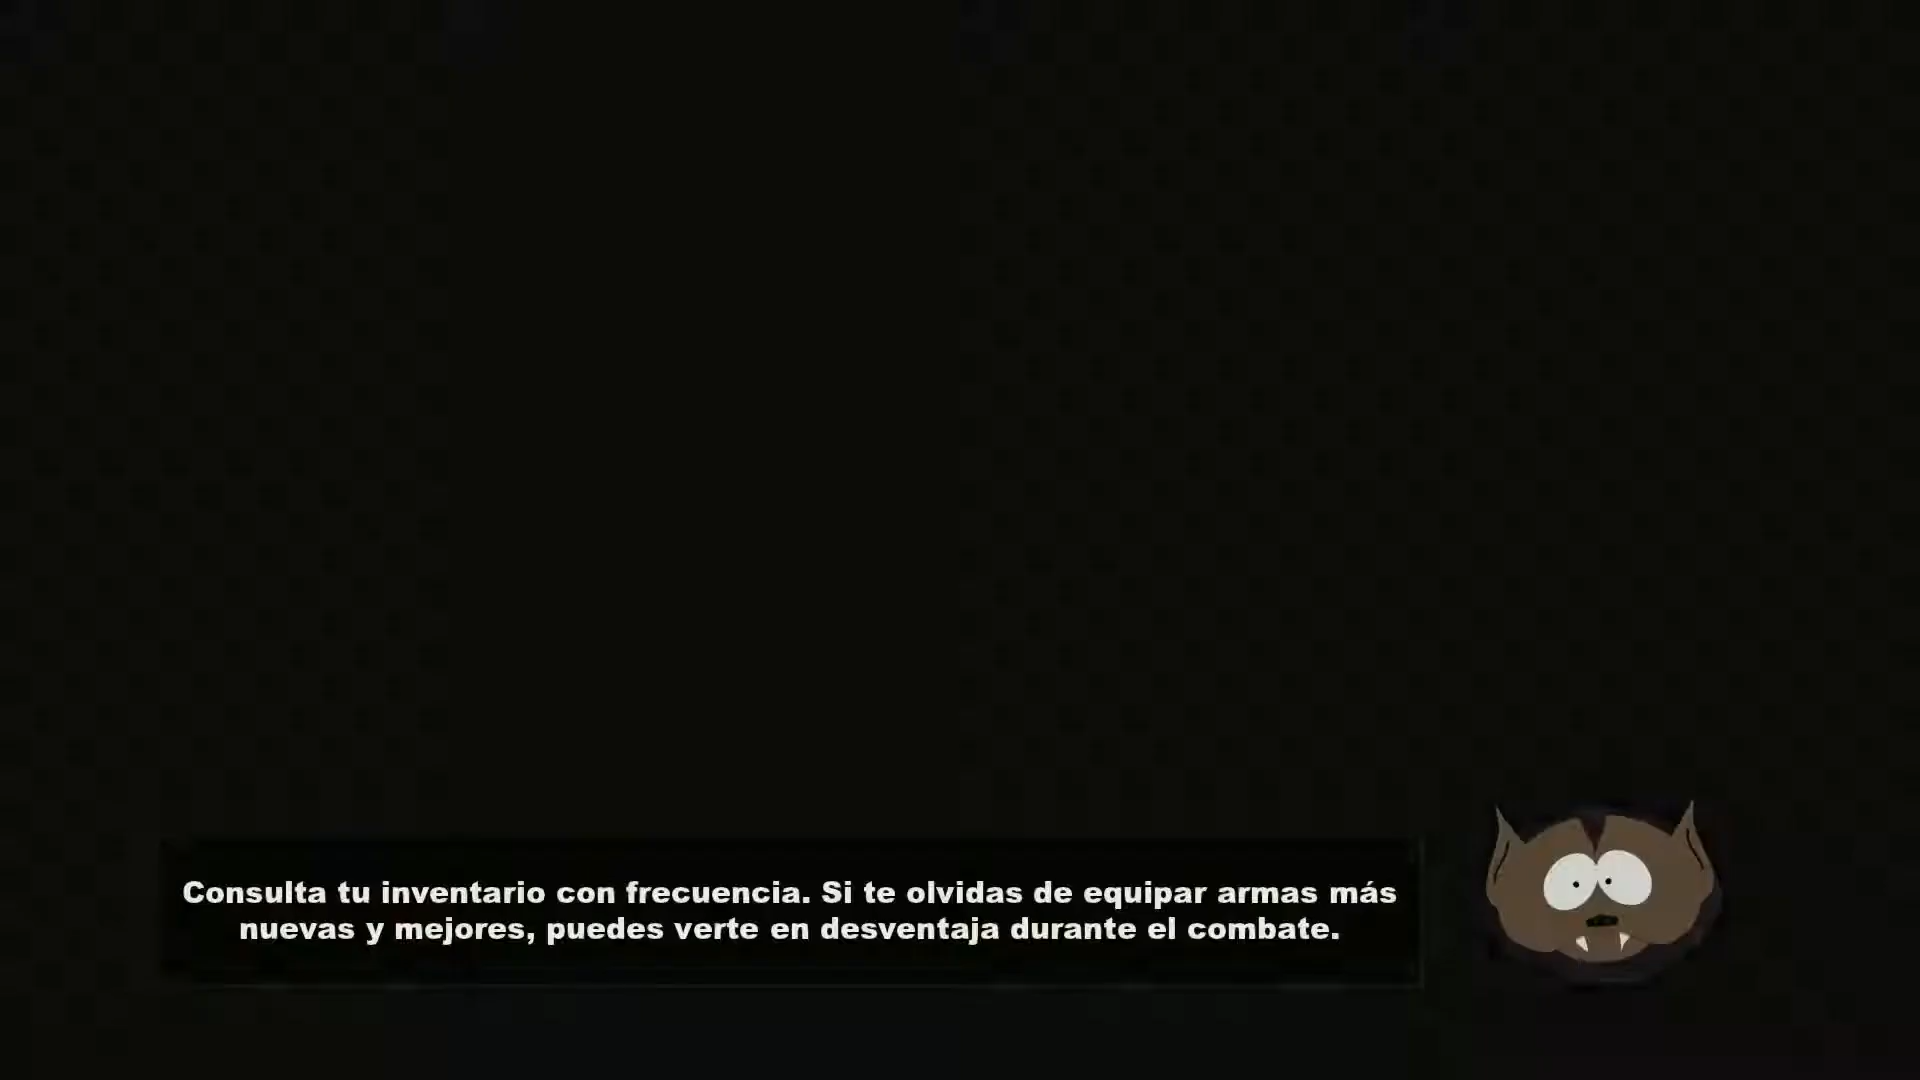 Consulta tu inventario con frecuencia. Si te olvidas de equipar armas más
nuevas y mejores, puedes verte en desventaja durante el combate.